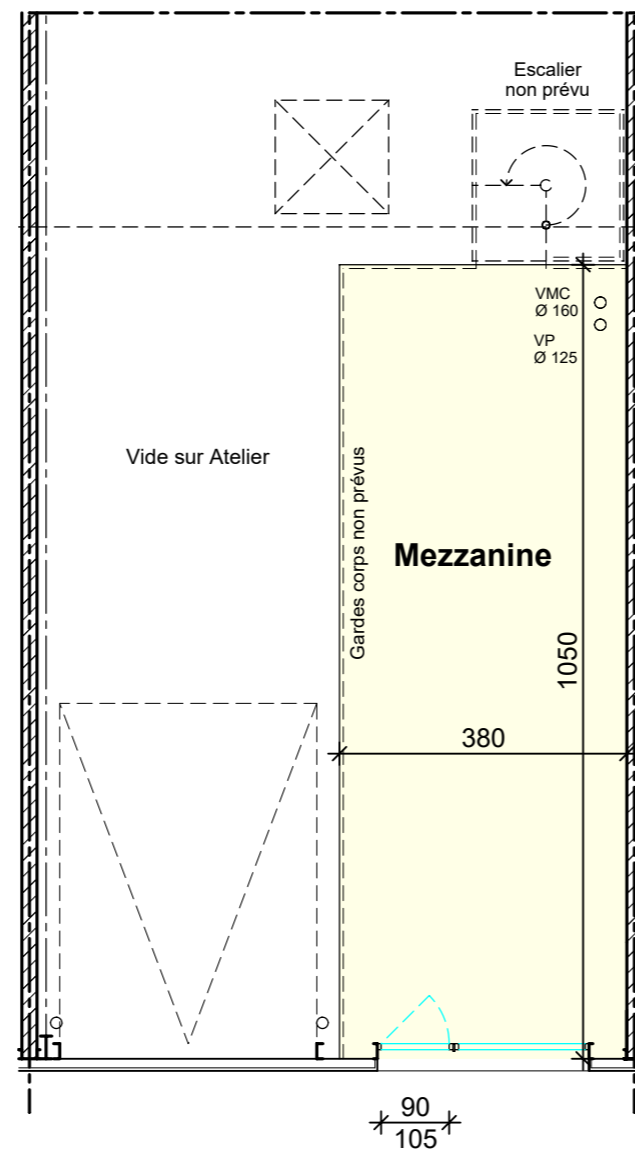 Escalier
non prévu
VMC
Ø 160
VP
Ø 125
Vide sur Atelier
Gardes corps non prévus
Mezzanine
1050
380
90
105